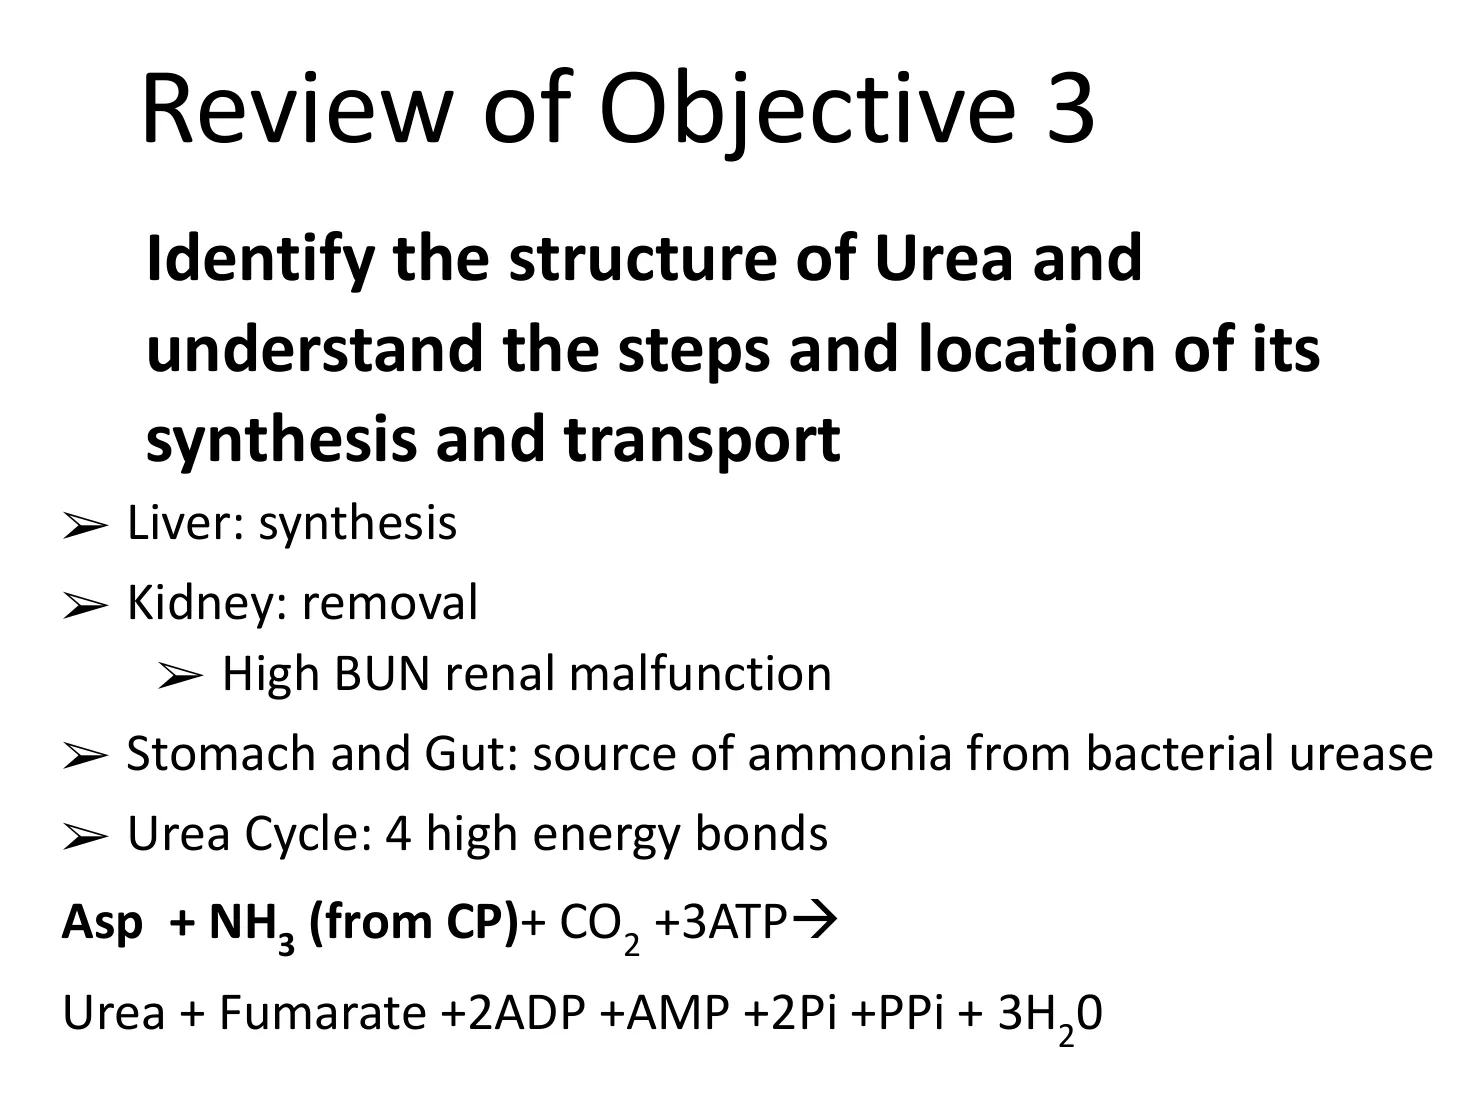 Review of Objective 3
Identify the structure of Urea and
understand the steps and location of its
synthesis and transport
➢ Liver: synthesis
➢ Kidney: removal
➢ High BUN renal malfunction
➢ Stomach and Gut: source of ammonia from bacterial urease
➢ Urea Cycle: 4 high energy bonds
Asp + NH₃ (from CP)+ CO₂ +3ATP→
Urea + Fumarate +2ADP +AMP +2Pi +PPi + 3H₂0